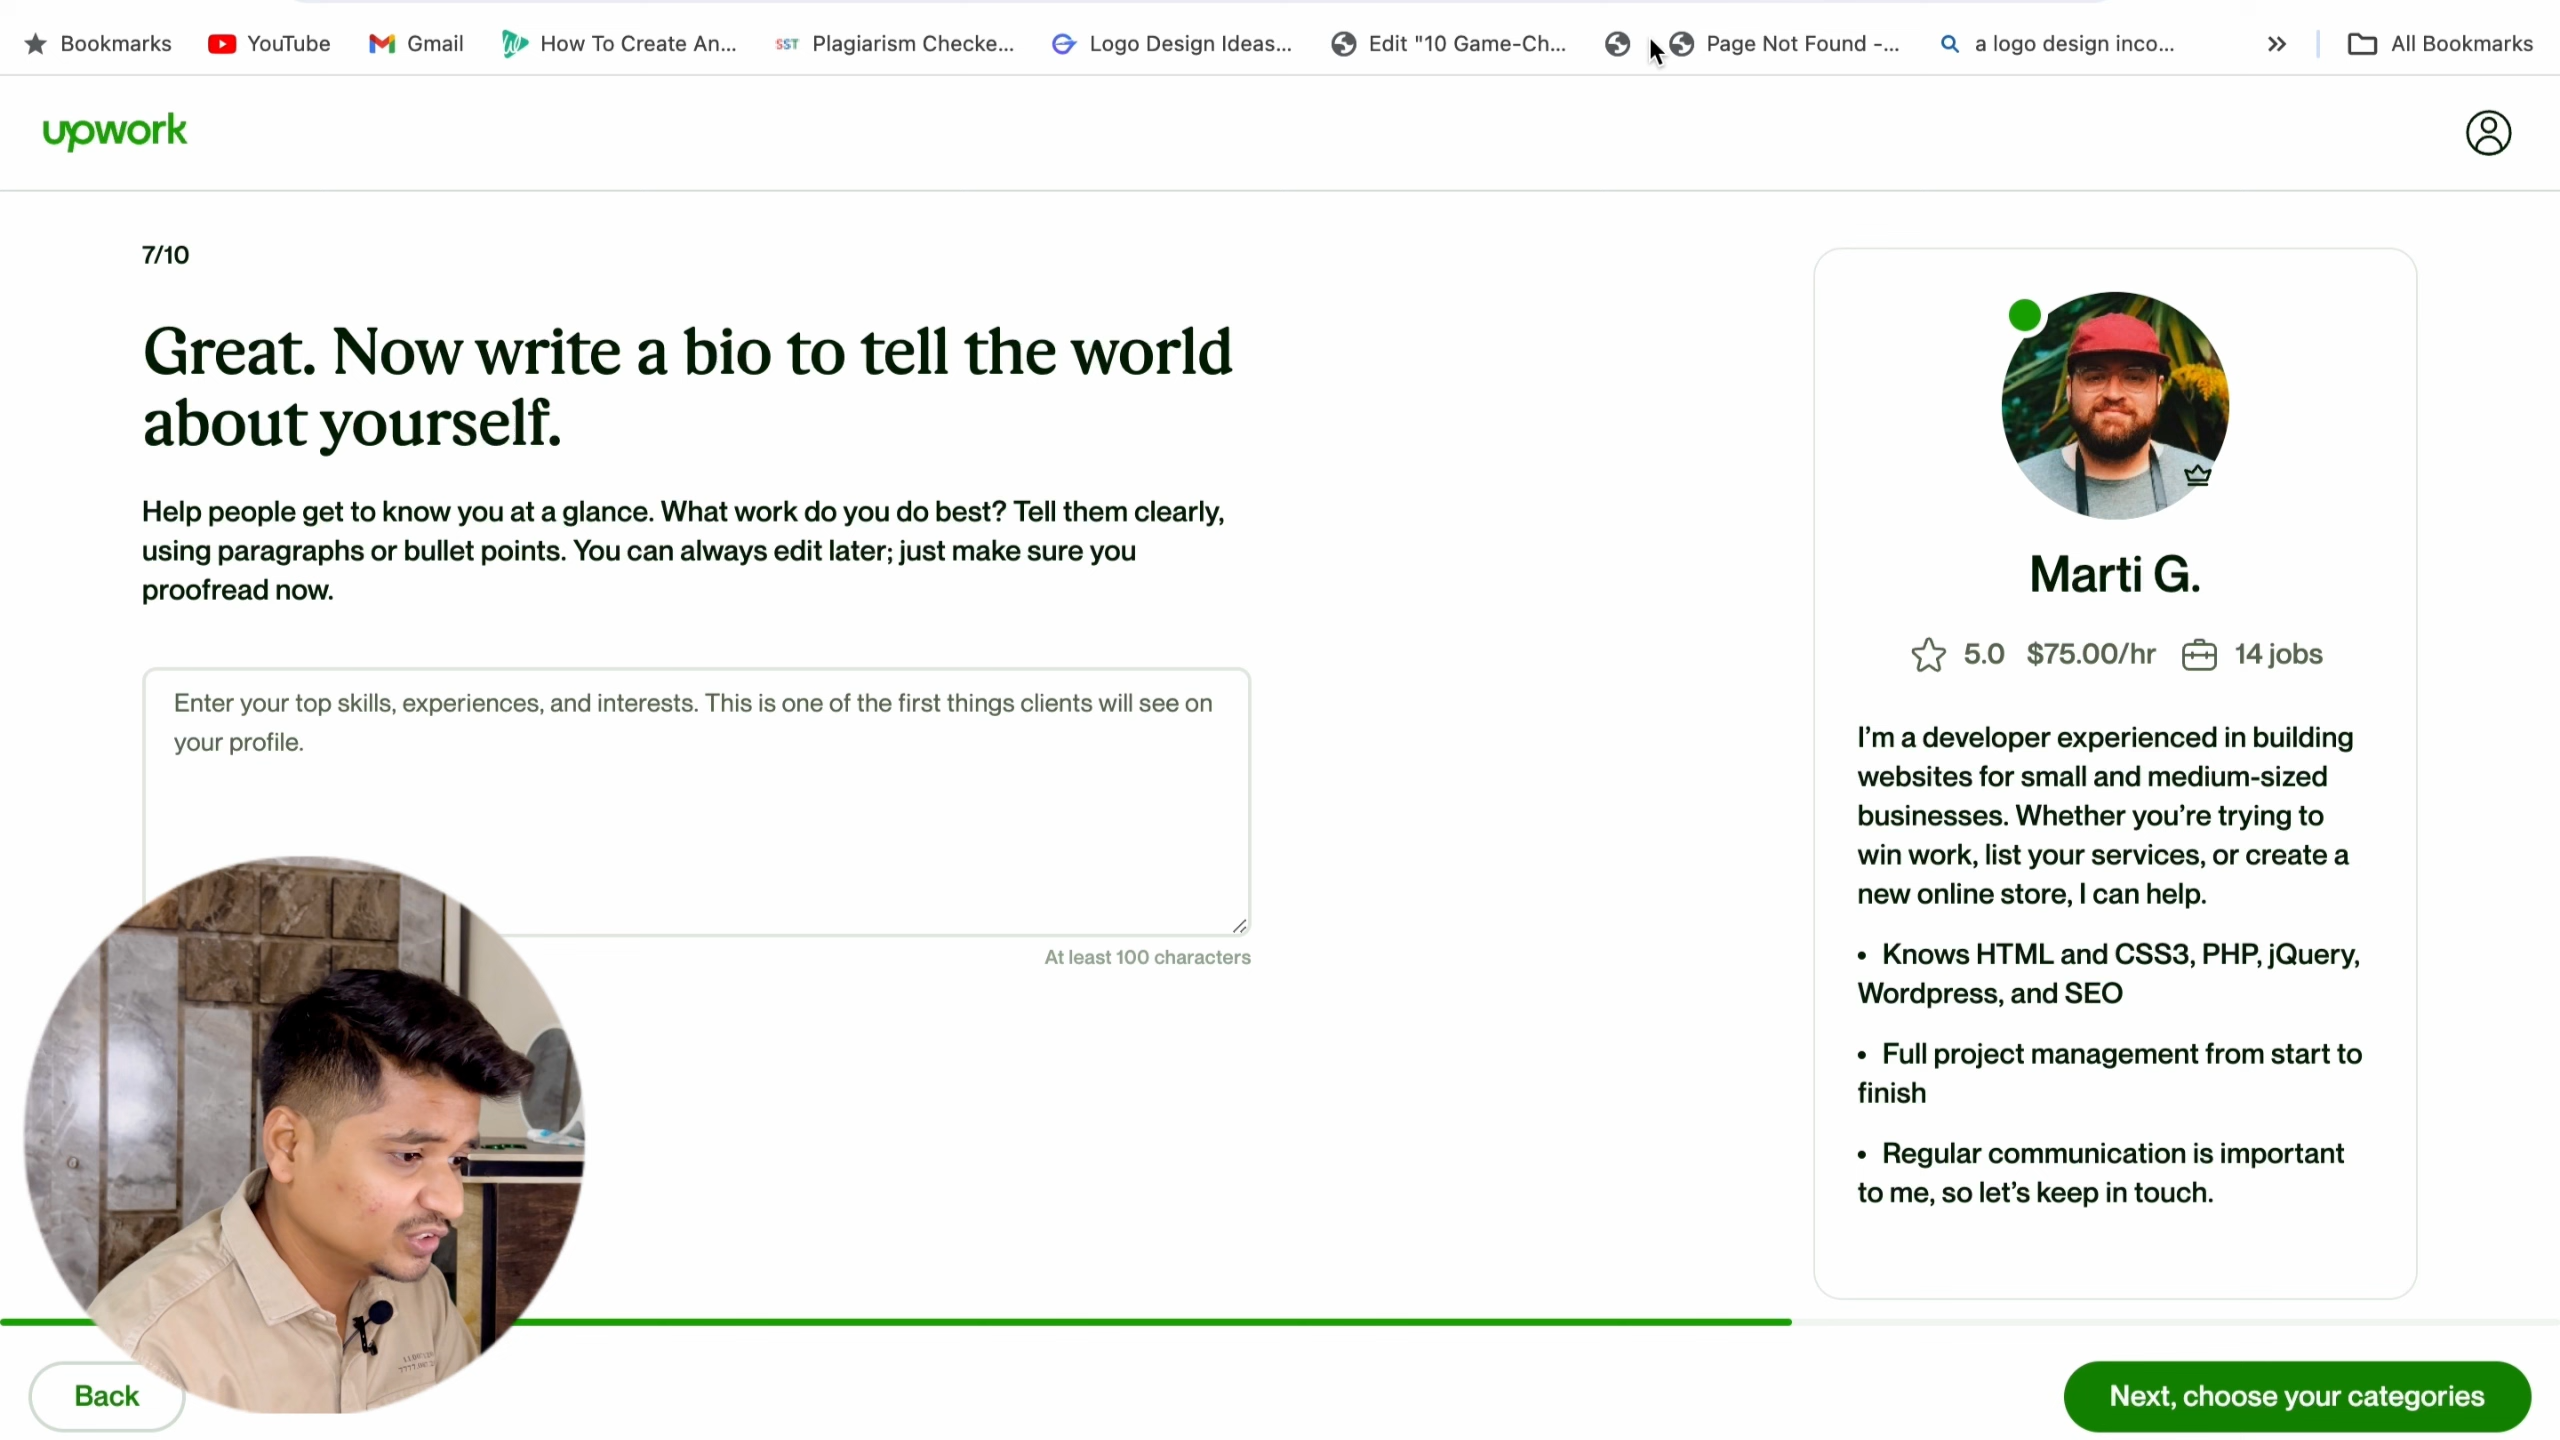 Bookmarks YouTube Gmail How To Create An... SST Plagiarism Checke... Logo Design Ideas... Edit "10 Game-Ch... Page Not Found -... a logo design inco... All Bookmarks
upwork
7/10
Great. Now write a bio to tell the world
about yourself.
Help people get to know you at a glance. What work do you do best? Tell them clearly,
using paragraphs or bullet points. You can always edit later; just make sure you
proofread now.
Enter your top skills, experiences, and interests. This is one of the first things clients will see on
your profile.
At least 100 characters
Marti G.
5.0 $75.00/hr 14 jobs
I’m a developer experienced in building
websites for small and medium-sized
businesses. Whether you’re trying to
win work, list your services, or create a
new online store, I can help.
• Knows HTML and CSS3, PHP, jQuery,
Wordpress, and SEO
• Full project management from start to
finish
• Regular communication is important
to me, so let’s keep in touch.
Back
Next, choose your categories